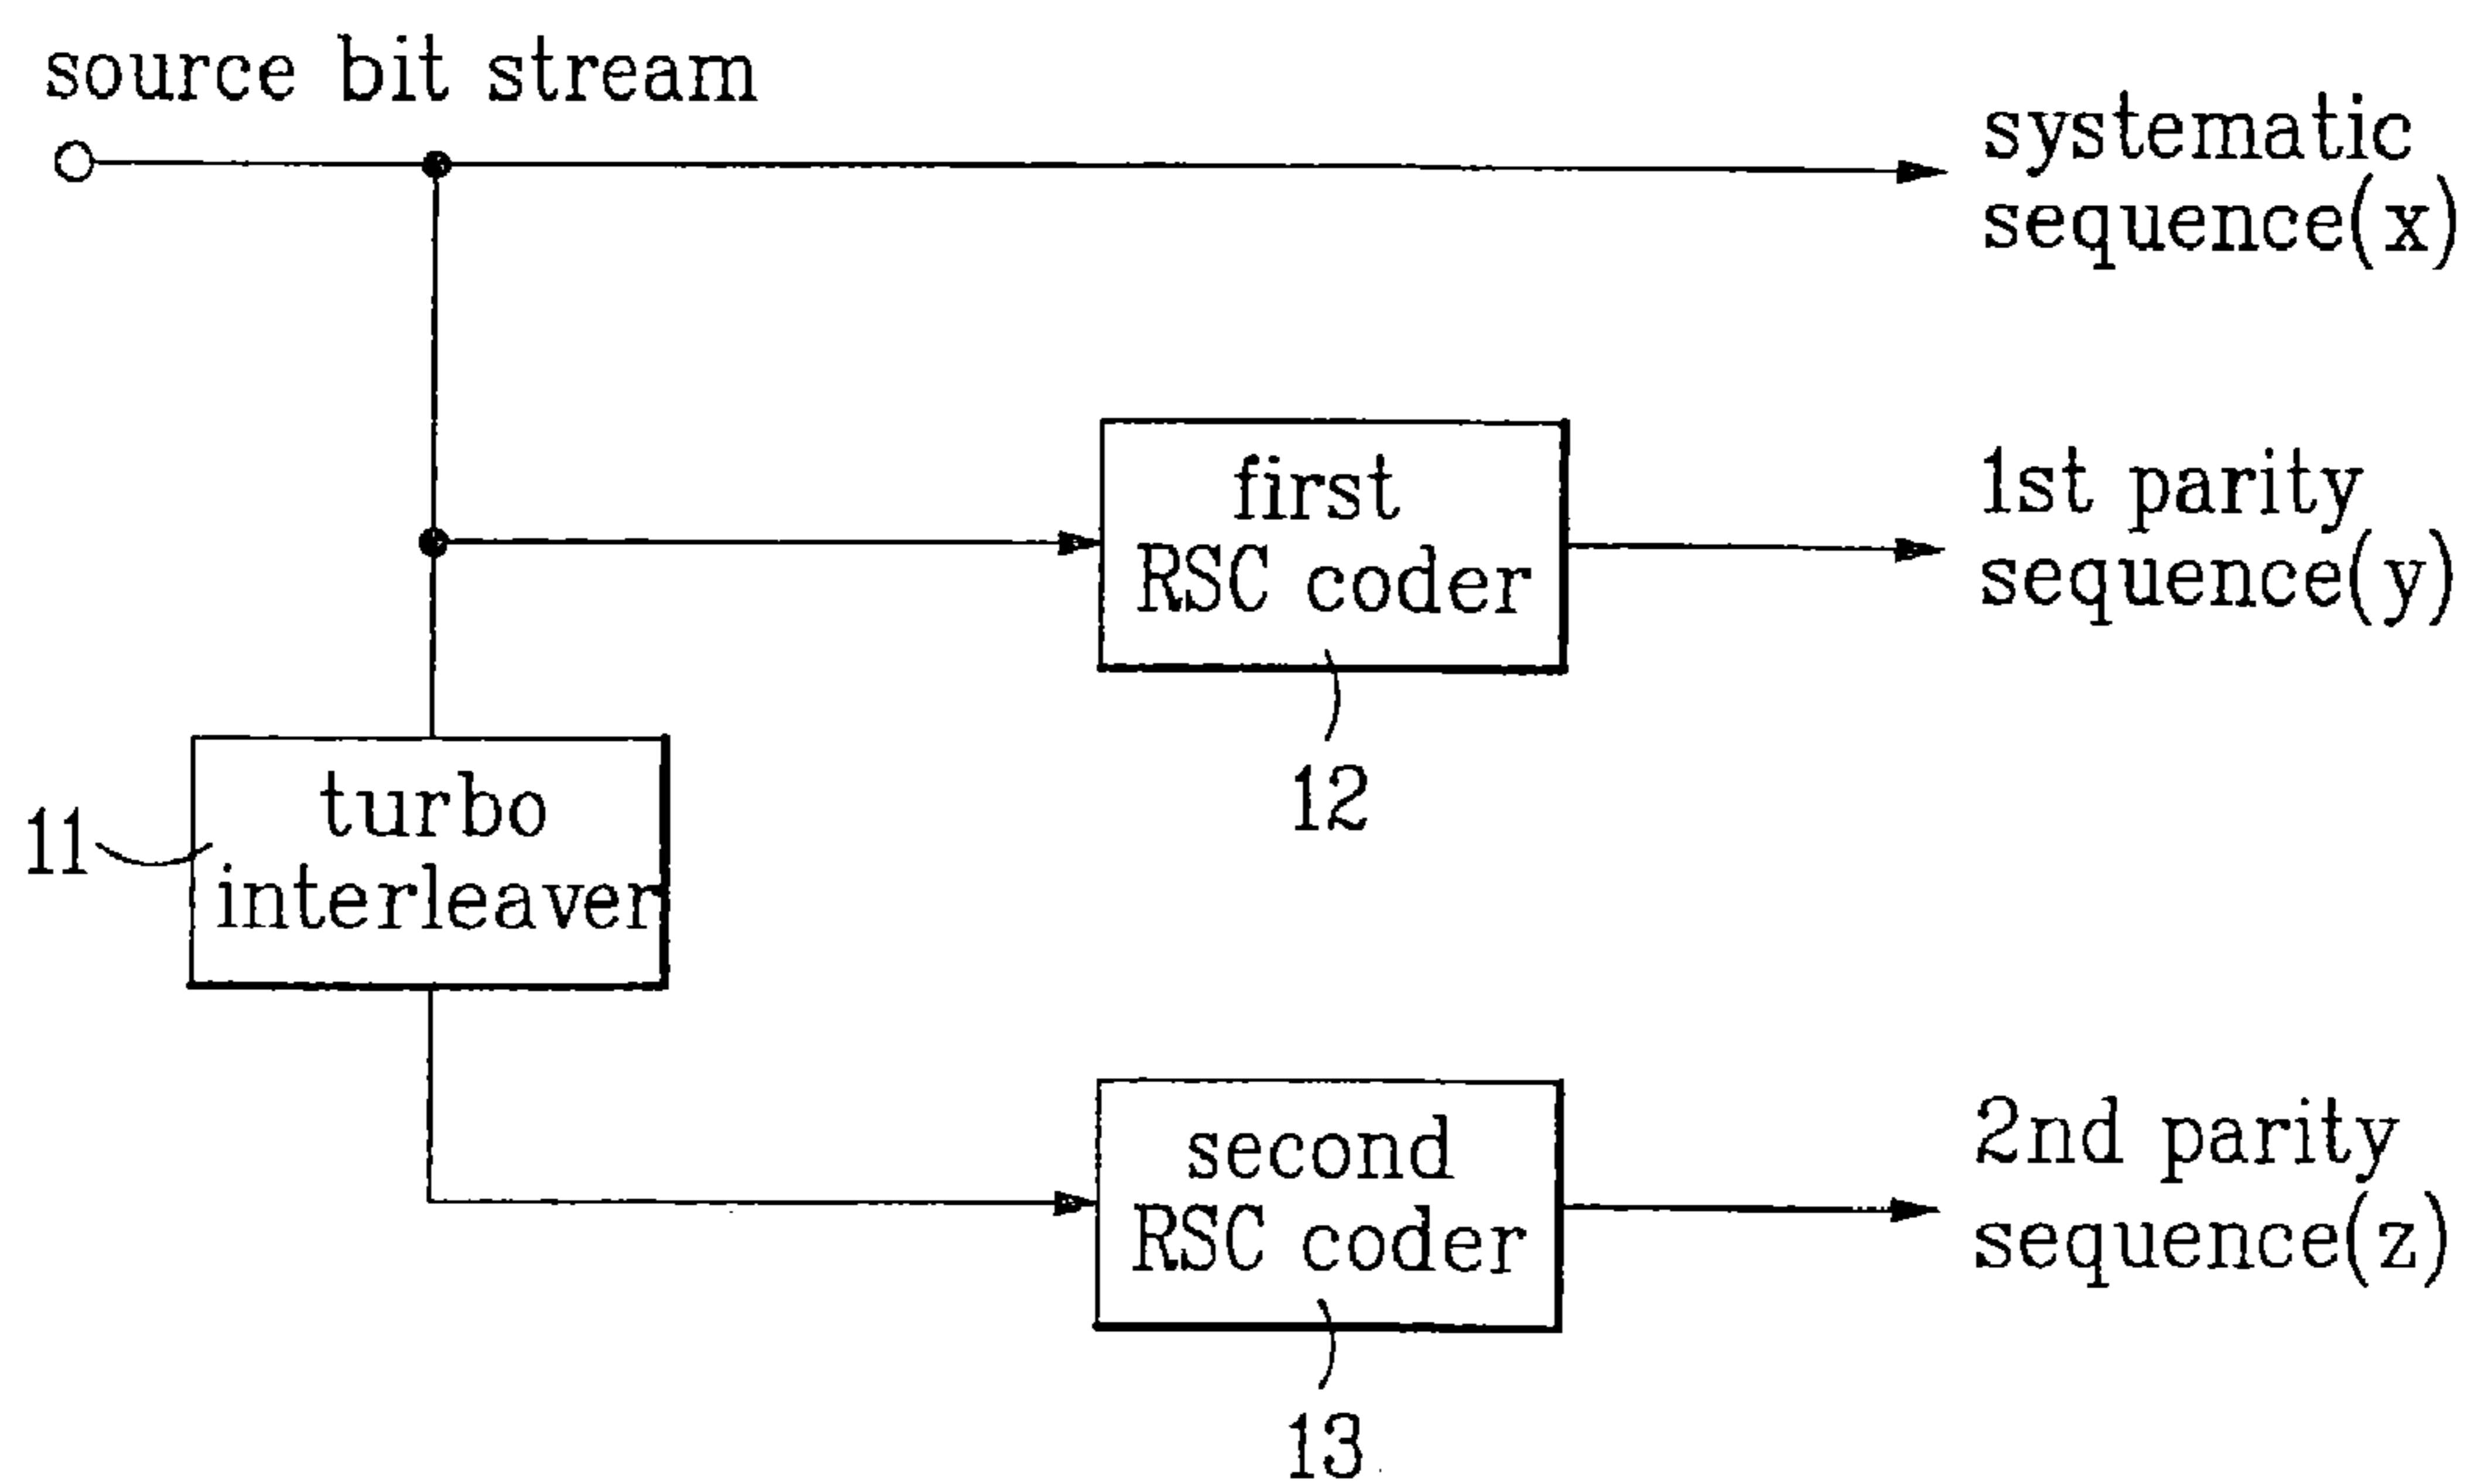 source bit stream
systematic
sequence(x)
first
RSC coder
1st parity
sequence(y)
12
turbo
interleaver
11
second
RSC coder
2nd parity
sequence(z)
13